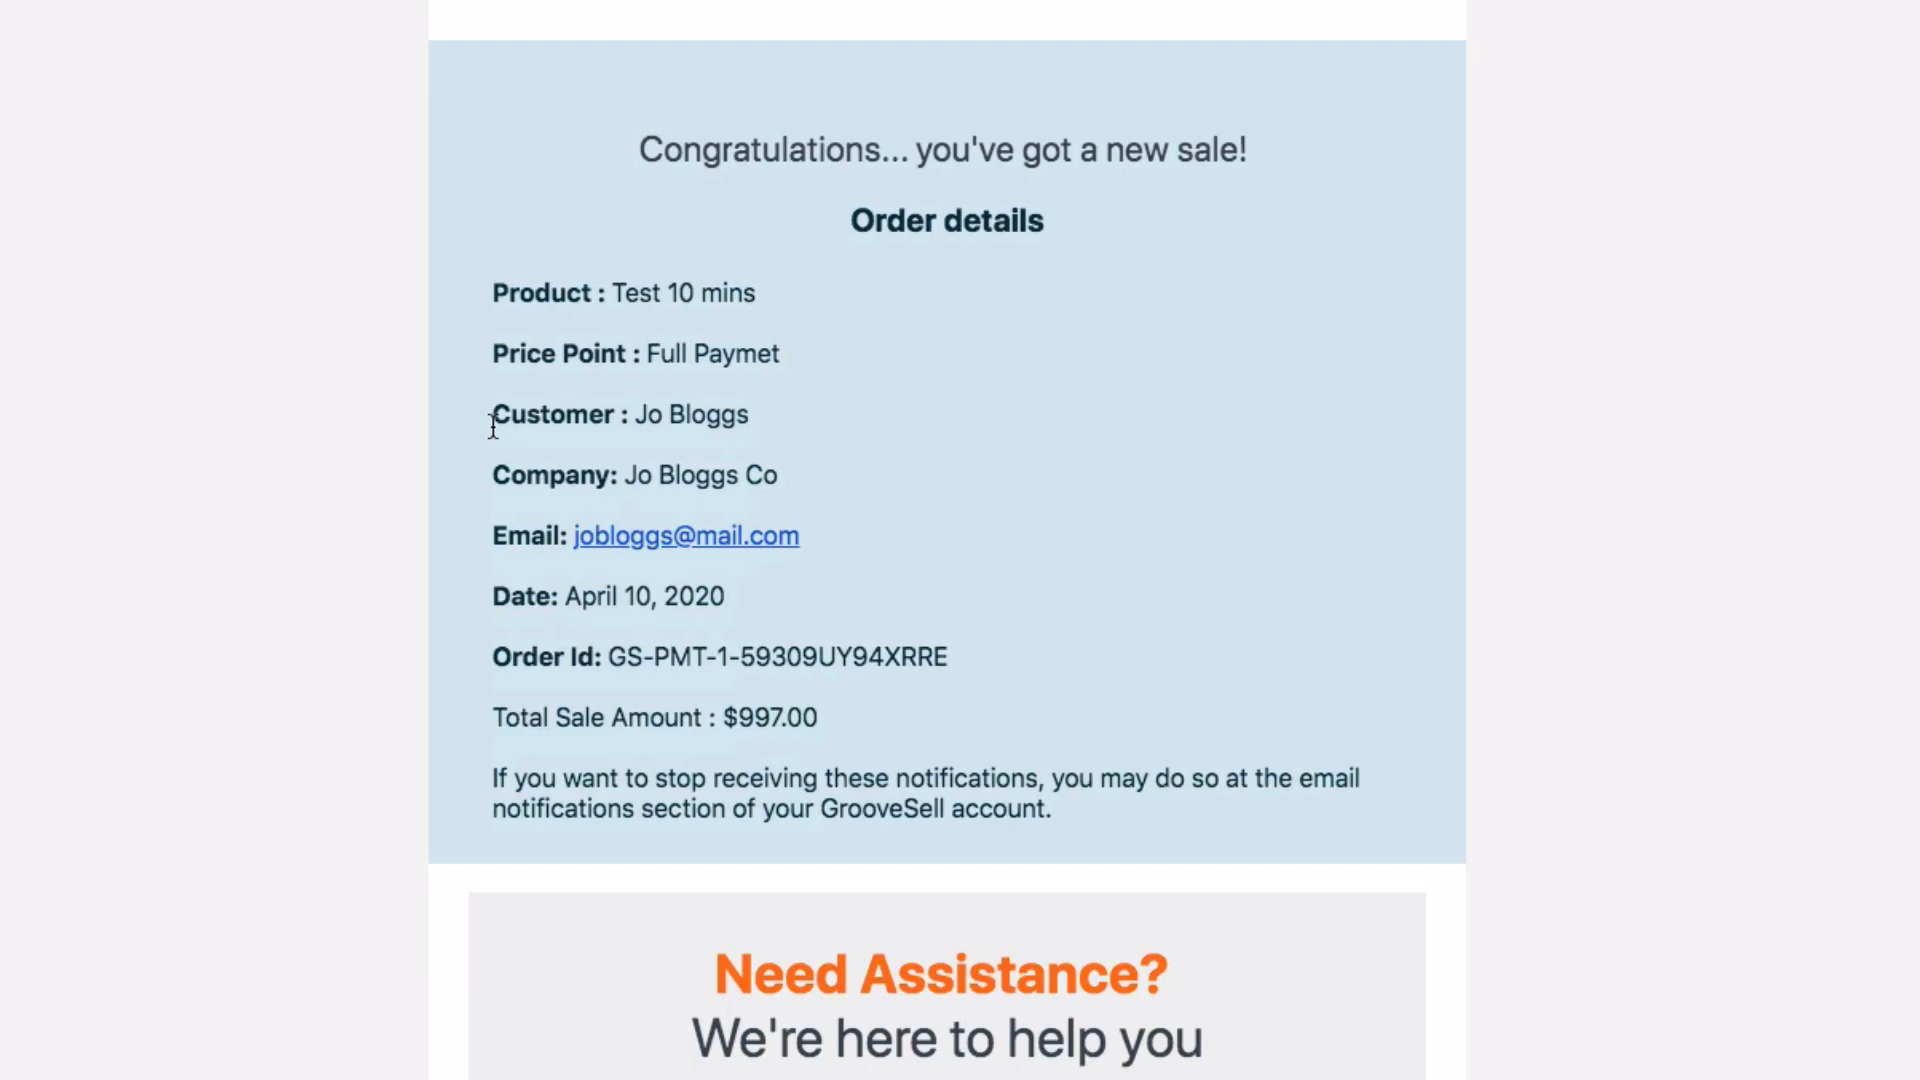 Congratulations... you've got a new sale!
Order details
Product : Test 10 mins
Price Point : Full Paymet
Customer : Jo Bloggs
Company: Jo Bloggs Co
Email: jobloggs@mail.com
Date: April 10, 2020
Order Id: GS-PMT-1-59309UY94XRRE
Total Sale Amount : $997.00
If you want to stop receiving these notifications, you may do so at the email
notifications section of your GrooveSell account.
Need Assistance?
We're here to help you